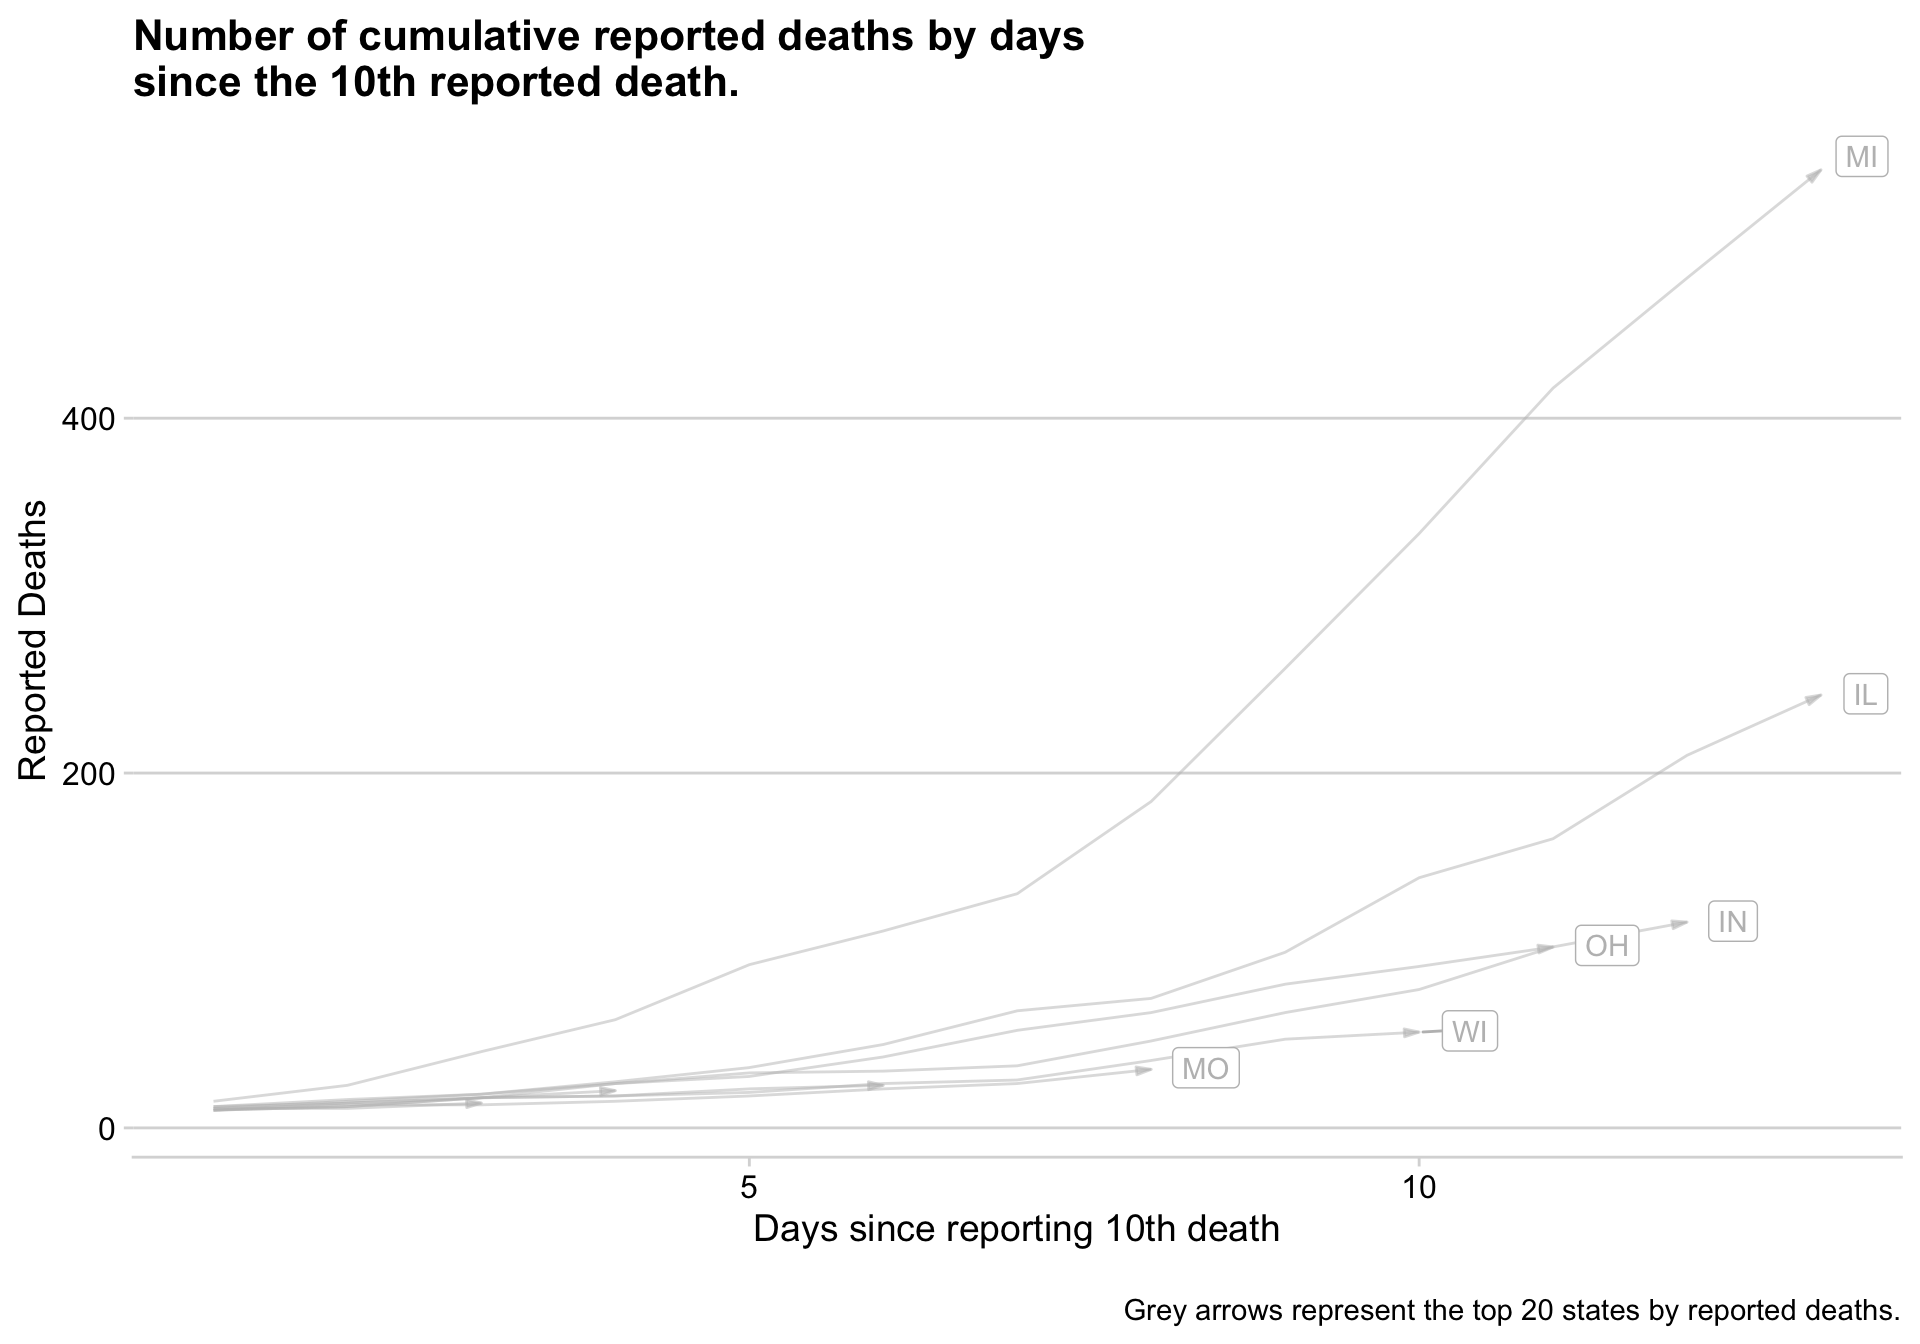 Number of cumulative reported deaths by days
since the 10th reported death.
MI
400
IL
Reported Deaths
200
IN
OH
WI
MO
0
5
10
Days since reporting 10th death
Grey arrows represent the top 20 states by reported deaths.